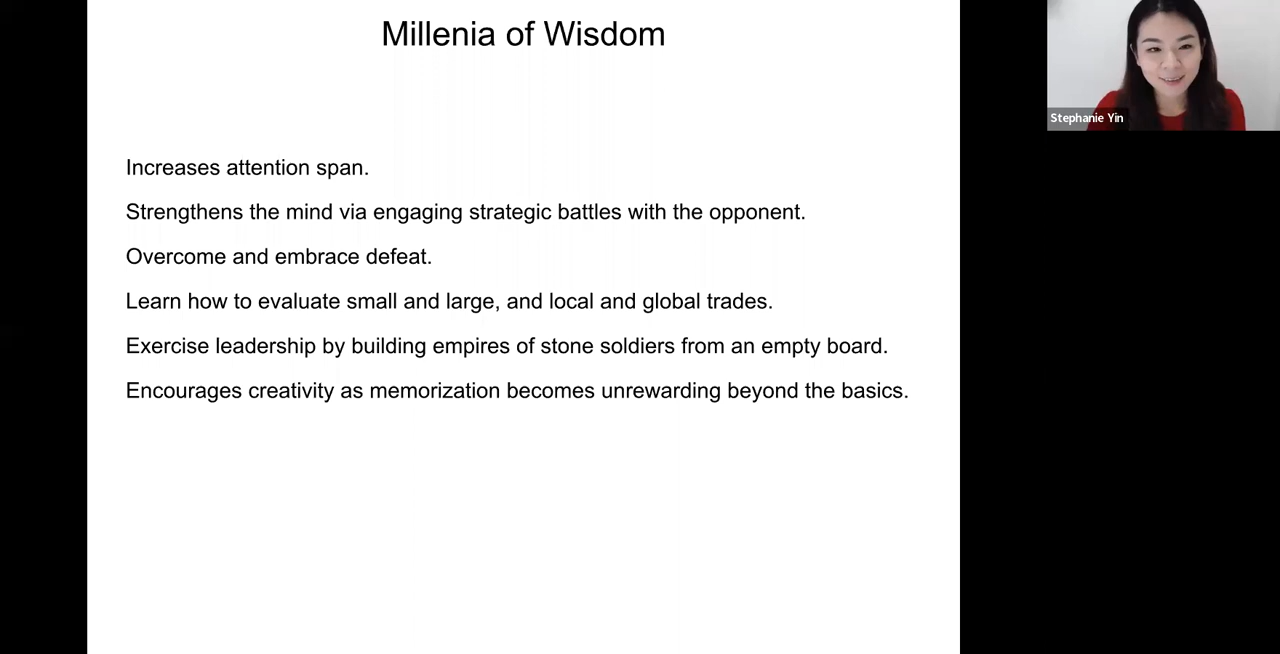 Millenia of Wisdom
Stephanie Yin
Increases attention span.
Strengthens the mind via engaging strategic battles with the opponent.
Overcome and embrace defeat.
Learn how to evaluate small and large, and local and global trades.
Exercise leadership by building empires of stone soldiers from an empty board.
Encourages creativity as memorization becomes unrewarding beyond the basics.